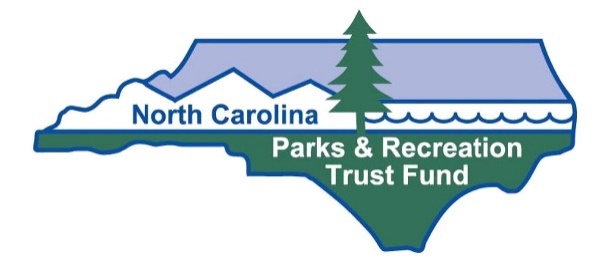 North Carolina
Parks & Recreation
Trust Fund